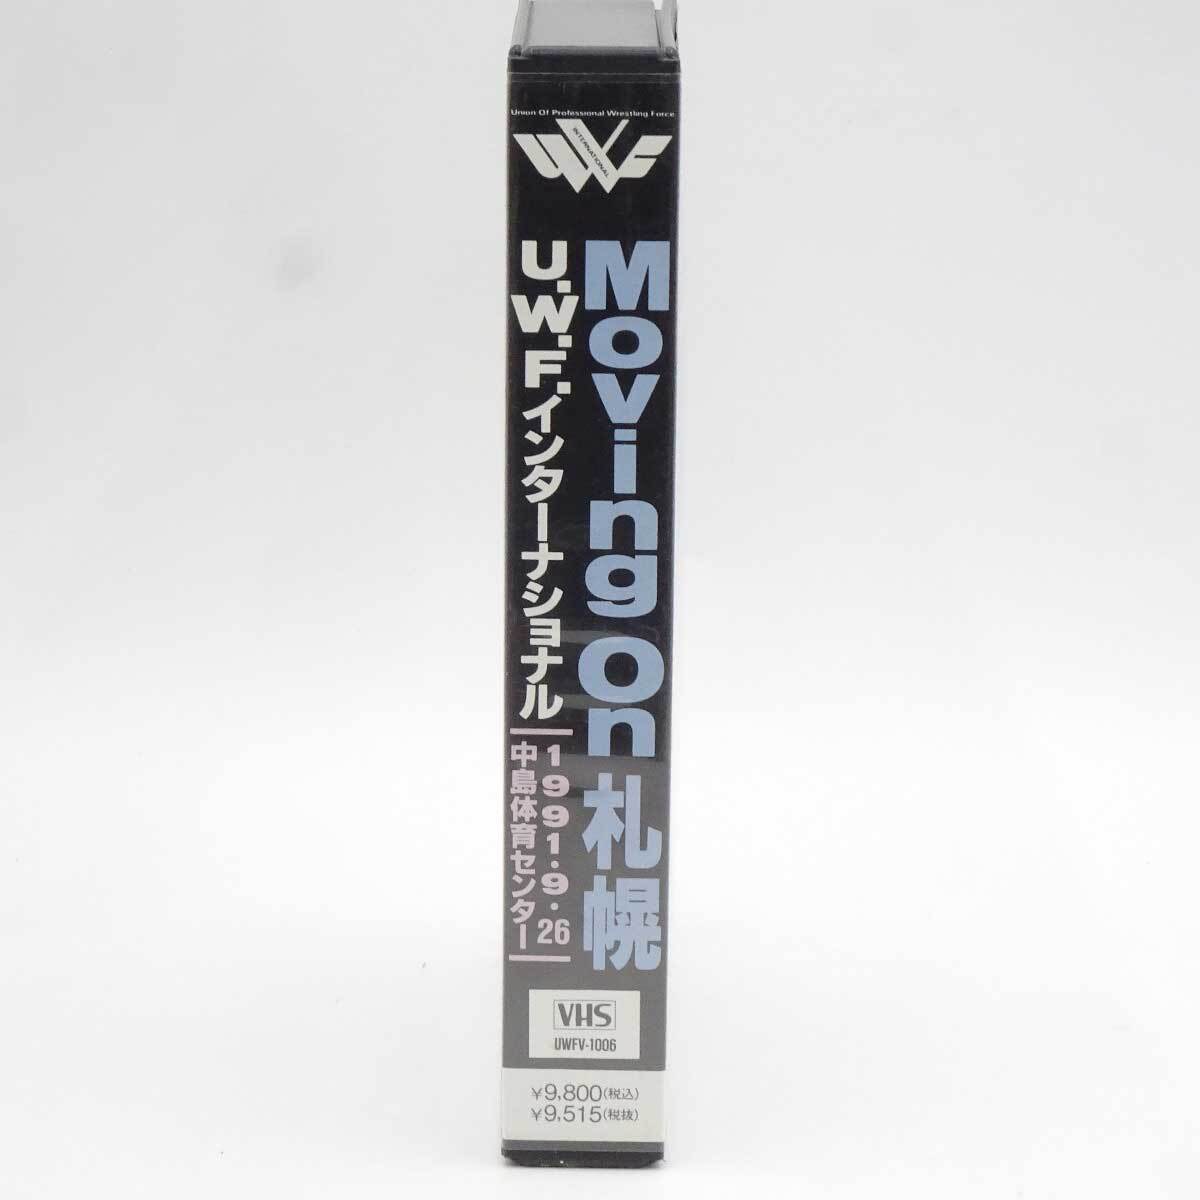 Union Of Professional Wrestling Force
UWF
INTERNATIONAL
Moving On 札幌
U.W.F.インターナショナル
1991・9・26
中島体育センター
VHS
UWFV-1006
¥9,800(税込)
¥9,515(税抜)